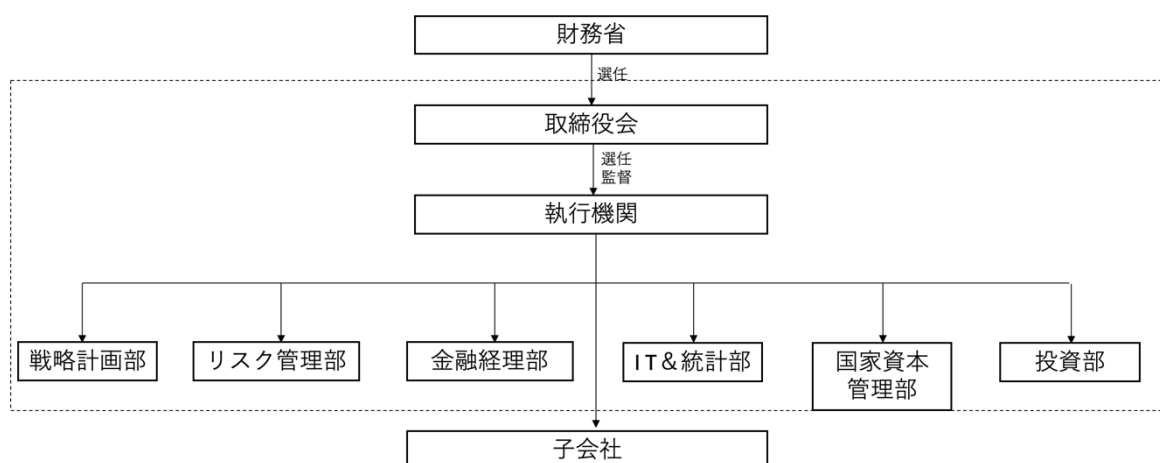 財務省
選任
取締役会
選任
監督
執行機関
戦略計画部
リスク管理部
金融経理部
IT&統計部
国家資本
管理部
投資部
子会社